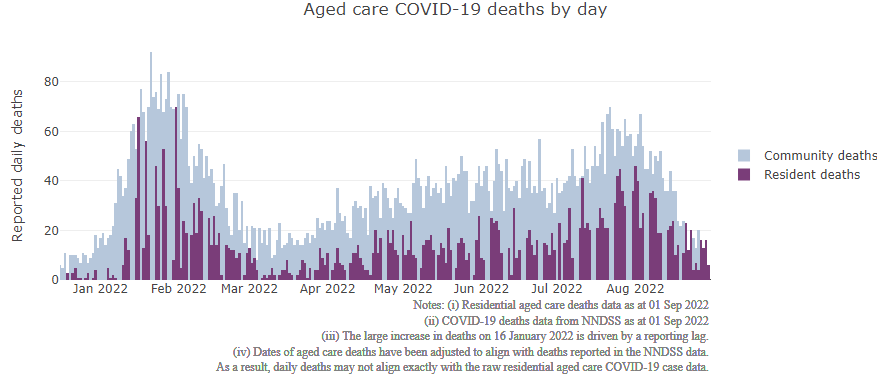 Aged care COVID-19 deaths by day
Reported daily deaths
80
60
40
20
0
Jan 2022 Feb 2022 Mar 2022 Apr 2022 May 2022 Jun 2022 Jul 2022 Aug 2022
Community deaths
Resident deaths
Notes: (i) Residential aged care deaths data as at 01 Sep 2022
(ii) COVID-19 deaths data from NNDSS as at 01 Sep 2022
(iii) The large increase in deaths on 16 January 2022 is driven by a reporting lag.
(iv) Dates of aged care deaths have been adjusted to align with deaths reported in the NNDSS data.
As a result, daily deaths may not align exactly with the raw residential aged care COVID-19 case data.